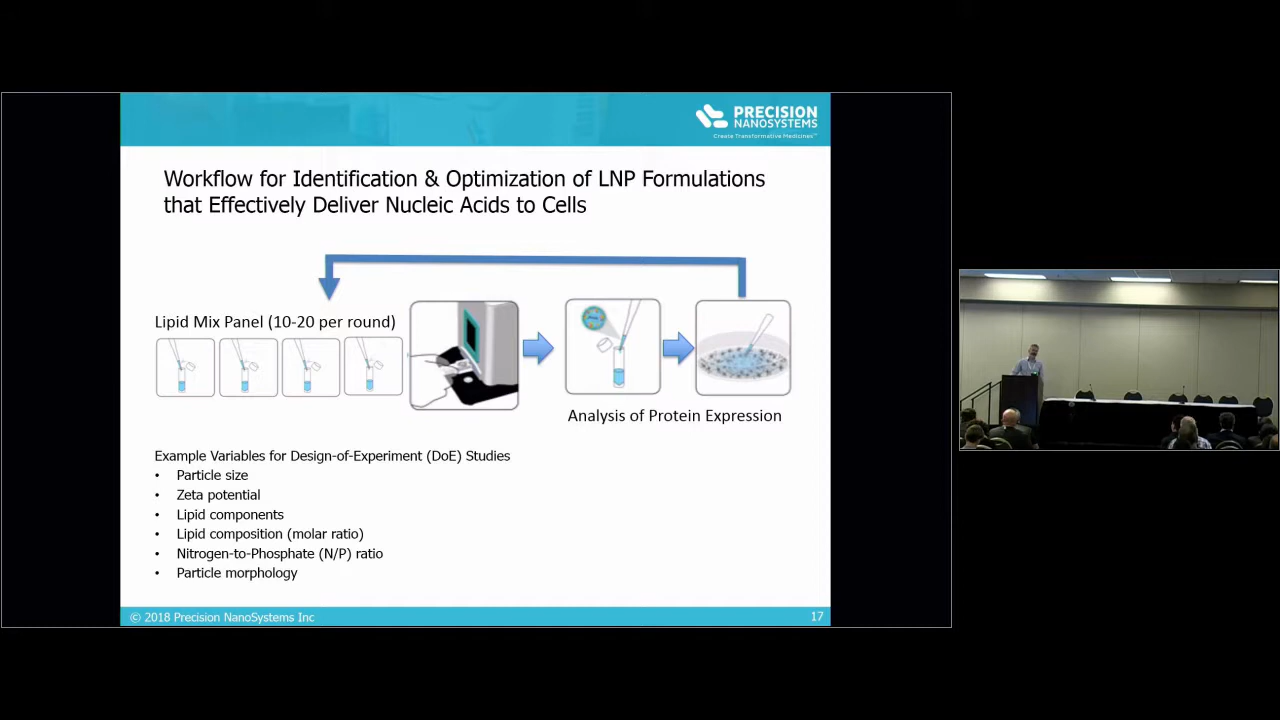 PRECISION
NANOSYSTEMS
Create Transformative Medicines™
Workflow for Identification & Optimization of LNP Formulations
that Effectively Deliver Nucleic Acids to Cells
Lipid Mix Panel (10-20 per round)
Analysis of Protein Expression
Example Variables for Design-of-Experiment (DoE) Studies
• Particle size
• Zeta potential
• Lipid components
• Lipid composition (molar ratio)
• Nitrogen-to-Phosphate (N/P) ratio
• Particle morphology
© 2018 Precision NanoSystems Inc
17